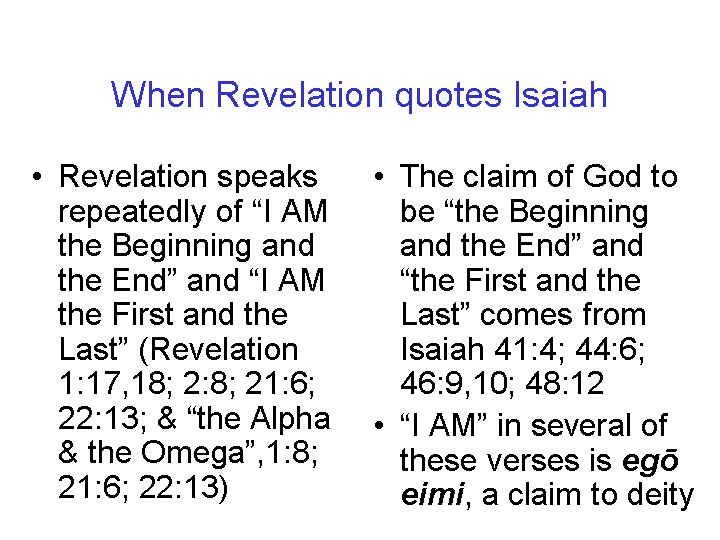 When Revelation quotes Isaiah
• Revelation speaks
repeatedly of “I AM
the Beginning and
the End” and “I AM
the First and the
Last” (Revelation
1:17,18; 2:8; 21:6;
22:13; & “the Alpha
& the Omega”,1:8;
21:6; 22:13)
• The claim of God to
be “the Beginning
and the End” and
“the First and the
Last” comes from
Isaiah 41:4; 44:6;
46:9,10; 48:12
• “I AM” in several of
these verses is egō
eimi, a claim to deity